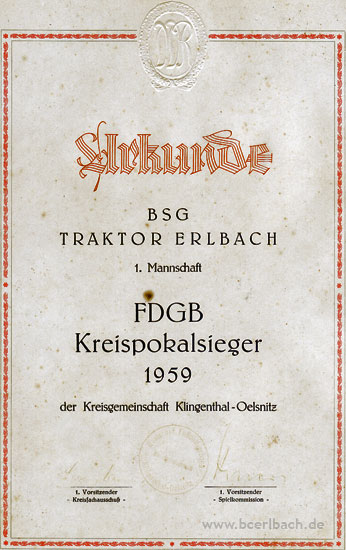 Urkunde
BSG
TRAKTOR ERLBACH
1. Mannschaft
FDGB
Kreispokalsieger
1959
der Kreisgemeinschaft Klingenthal-Oelsnitz
1. Vorsitzender
- Kreisfachausschuß -
1. Vorsitzender
- Spielkommission -
www.bcerlbach.de